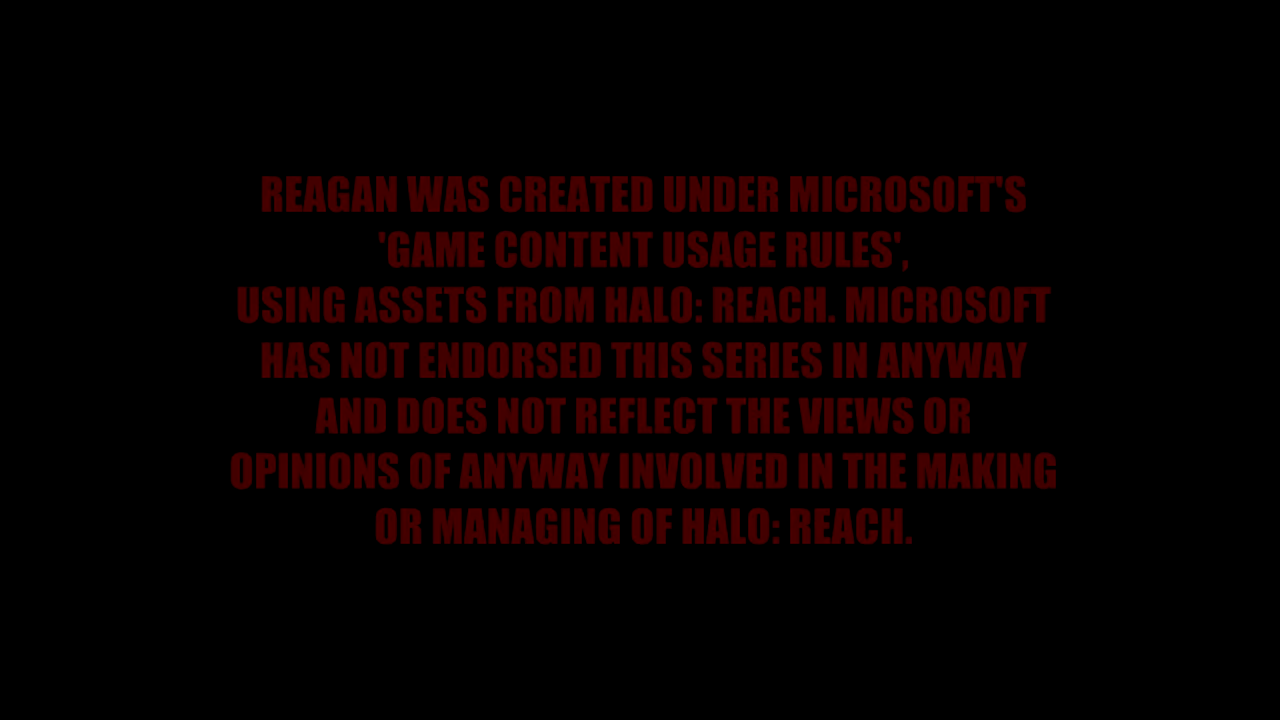 REAGAN WAS CREATED UNDER MICROSOFT'S
'GAME CONTENT USAGE RULES',
USING ASSETS FROM HALO: REACH. MICROSOFT
HAS NOT ENDORSED THIS SERIES IN ANYWAY
AND DOES NOT REFLECT THE VIEWS OR
OPINIONS OF ANYWAY INVOLVED IN THE MAKING
OR MANAGING OF HALO: REACH.